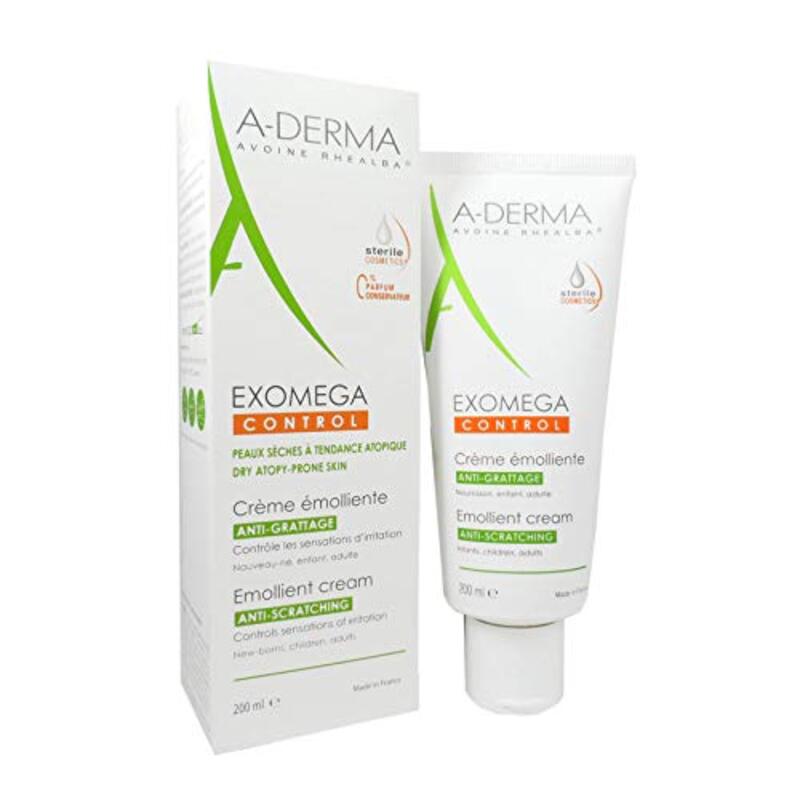 A-DERMA
AVOINE RHEALBA®
sterile
COSMETICS
0%
PARFUM
CONSERVATEUR
EXOMEGA
CONTROL
PEAUX SÈCHES À TENDANCE ATOPIQUE
DRY ATOPY-PRONE SKIN
Crème émolliente
ANTI-GRATTAGE
Contrôle les sensations d'irritation
Nouveau-né, enfant, adulte
Emollient cream
ANTI-SCRATCHING
Controls sensations of irritation
New-borns, children, adults
Made in France
200 ml e
A-DERMA
AVOINE RHEALBA®
sterile
COSMETICS
EXOMEGA
CONTROL
Crème émolliente
ANTI-GRATTAGE
Nourrisson, enfant, adulte
Emollient cream
ANTI-SCRATCHING
Infants, children, adults
200 ml e
Made in